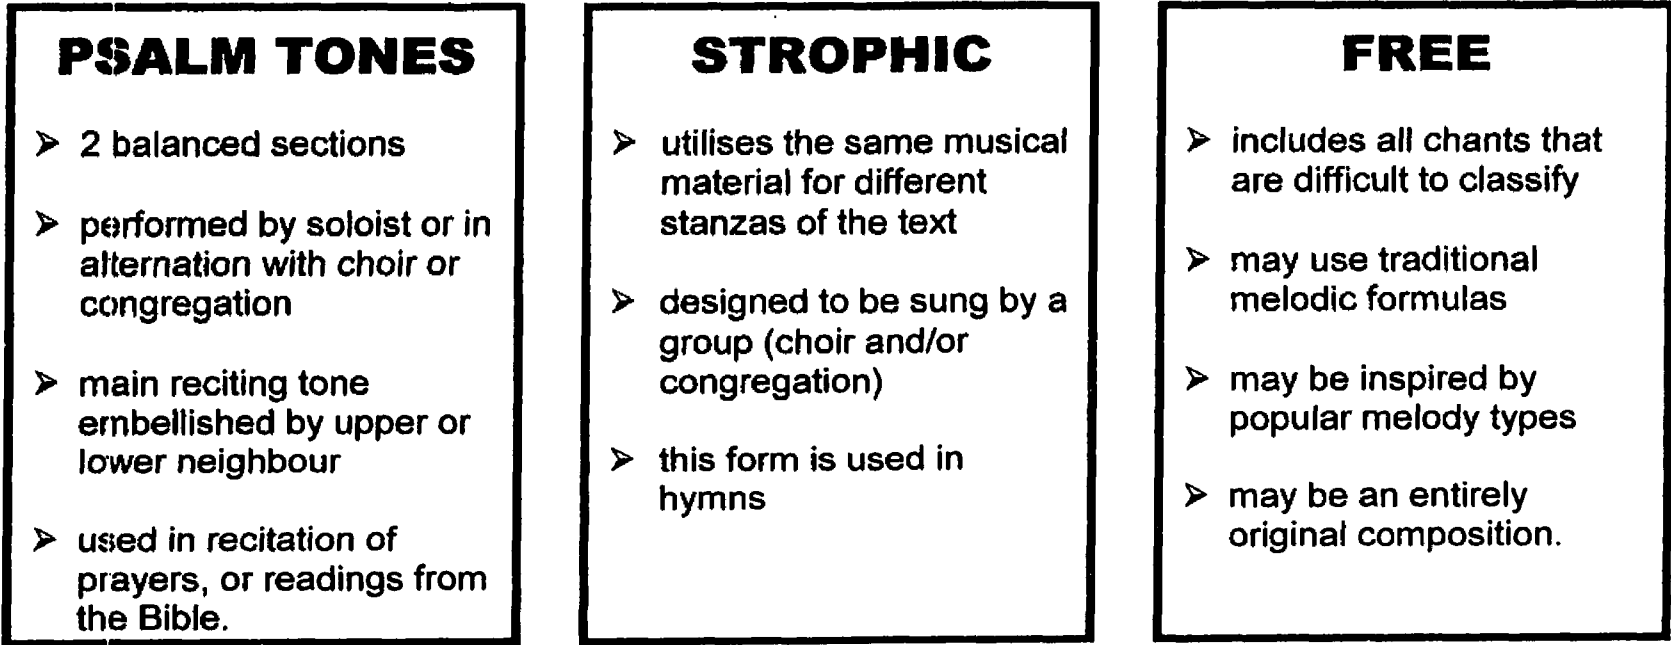 PSALM TONES
➢ 2 balanced sections
➢ performed by soloist or in
alternation with choir or
congregation
➢ main reciting tone
embellished by upper or
lower neighbour
➢ used in recitation of
prayers, or readings from
the Bible.
STROPHIC
➢ utilises the same musical
material for different
stanzas of the text
➢ designed to be sung by a
group (choir and/or
congregation)
➢ this form is used in
hymns
FREE
➢ includes all chants that
are difficult to classify
➢ may use traditional
melodic formulas
➢ may be inspired by
popular melody types
➢ may be an entirely
original composition.